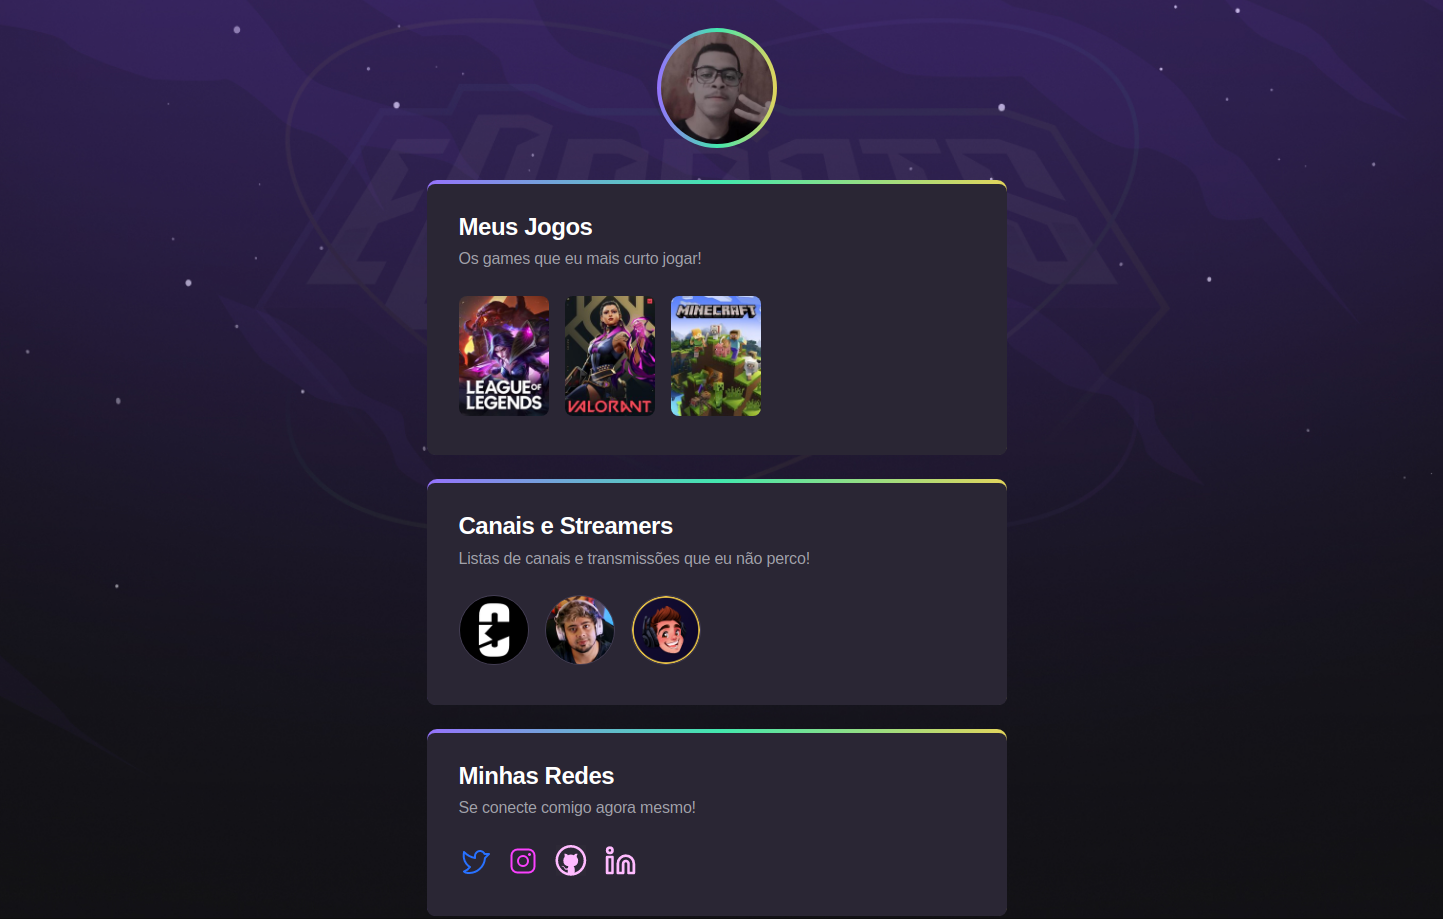 Meus Jogos
Os games que eu mais curto jogar!
LEAGUE OF
LEGENDS
VALORANT
MINECRAFT
Canais e Streamers
Listas de canais e transmissões que eu não perco!
Minhas Redes
Se conecte comigo agora mesmo!
in